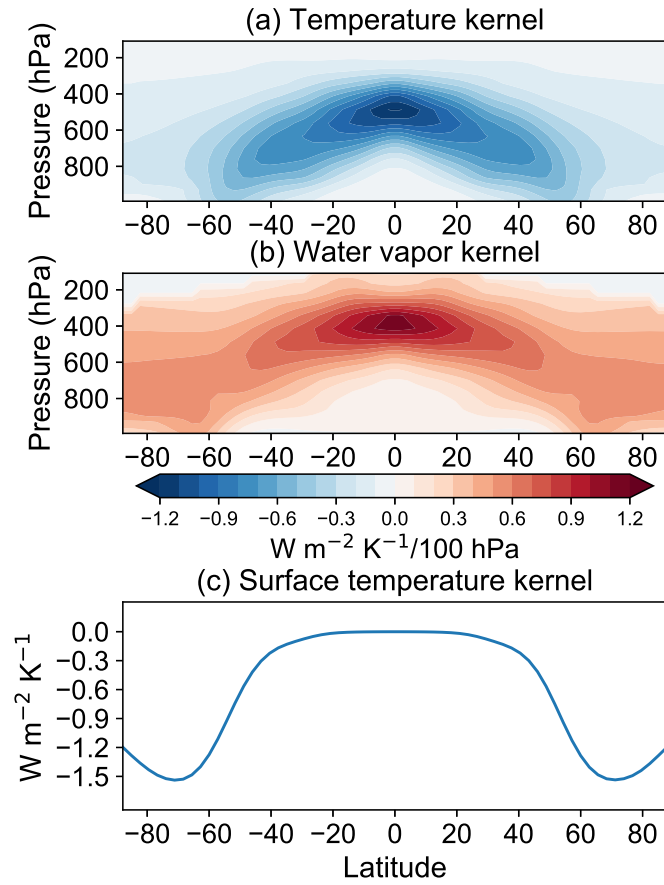 (a) Temperature kernel
Pressure (hPa)
200
400
600
800
−80 −60 −40 −20 0 20 40 60 80
(b) Water vapor kernel
Pressure (hPa)
200
400
600
800
−80 −60 −40 −20 0 20 40 60 80
−1.2 −0.9 −0.6 −0.3 0.0 0.3 0.6 0.9 1.2
W m⁻² K⁻¹/100 hPa
(c) Surface temperature kernel
W m⁻² K⁻¹
0.0
−0.3
−0.6
−0.9
−1.2
−1.5
−80 −60 −40 −20 0 20 40 60 80
Latitude